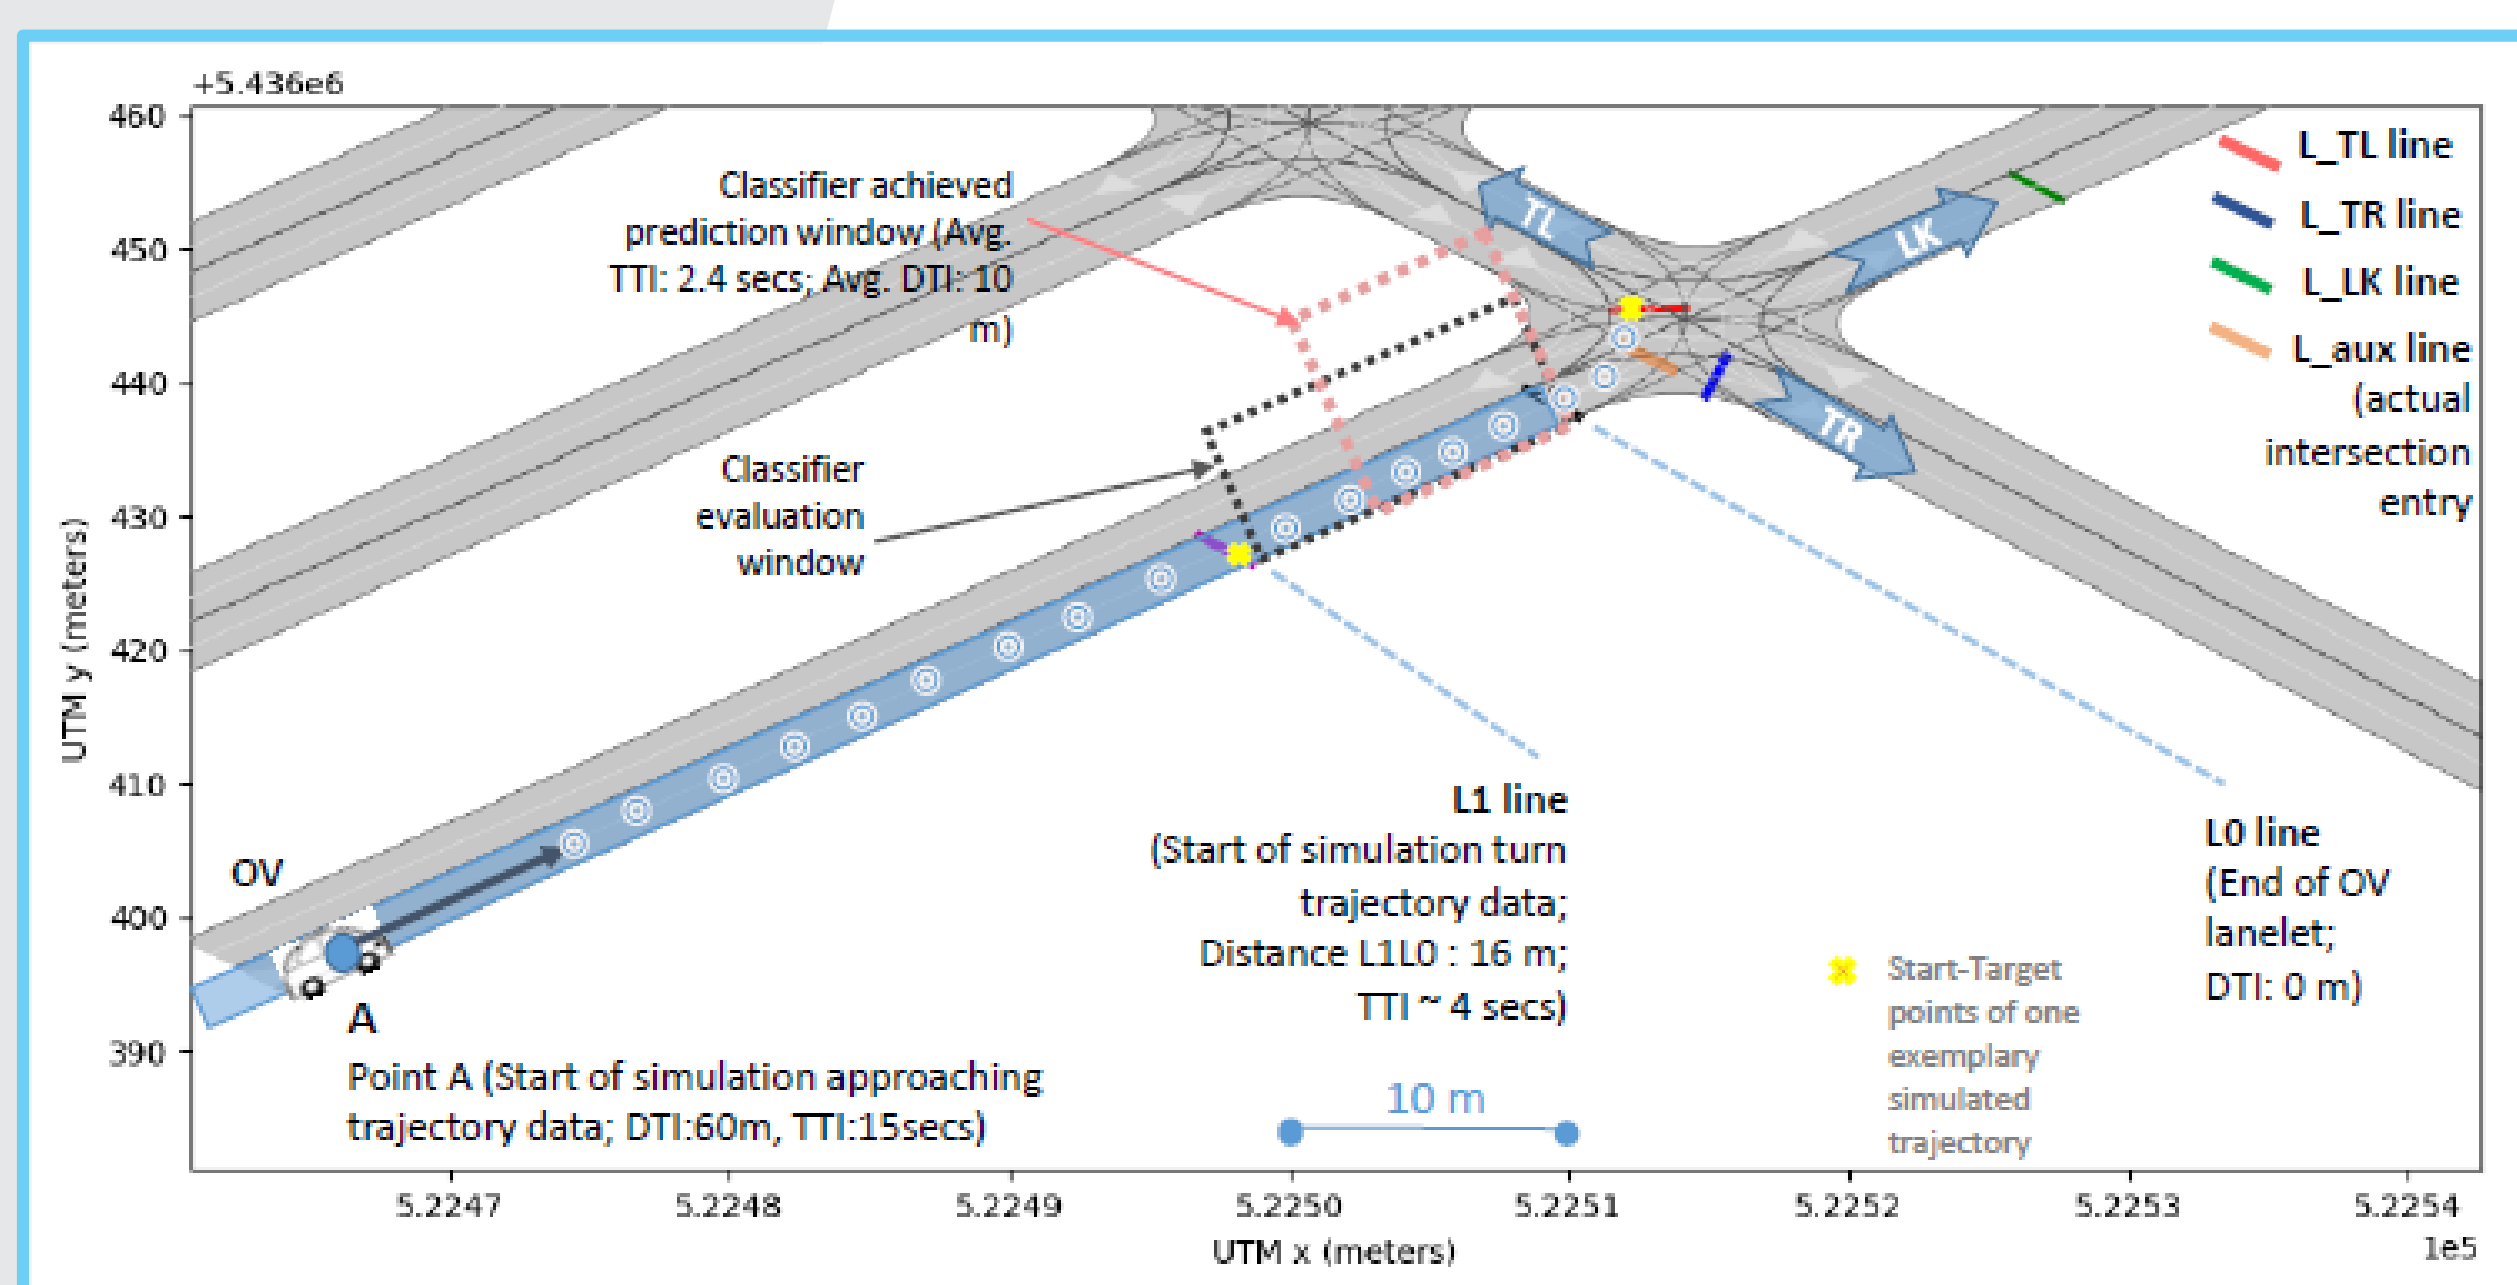 +5.436e6
460
450
440
430
420
410
400
390
UTM y (meters)
Classifier achieved
prediction window (Avg.
TTI: 2.4 secs; Avg. DTI: 10
m)
TL
LK
TR
L_TL line
L_TR line
L_LK line
L_aux line
(actual
intersection
entry
Classifier
evaluation
window
OV
A
Point A (Start of simulation approaching
trajectory data; DTI:60m, TTI:15secs)
L1 line
(Start of simulation turn
trajectory data;
Distance L1L0 : 16 m;
TTI ~ 4 secs)
10 m
L0 line
(End of OV
lanelet;
DTI: 0 m)
Start-Target
points of one
exemplary
simulated
trajectory
5.2247
5.2248
5.2249
5.2250
5.2251
5.2252
5.2253
5.2254
UTM x (meters)
1e5